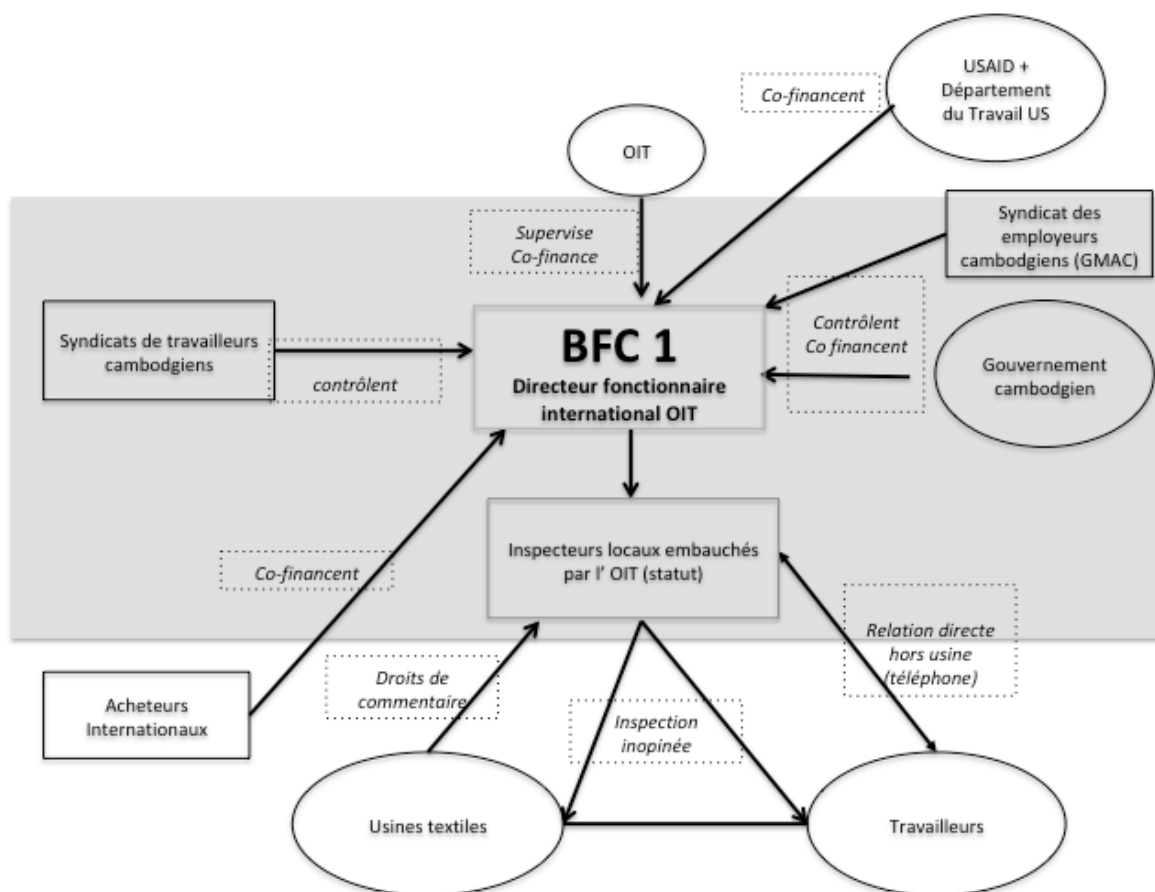 USAID +
Département
du Travail US
Co-financent
OIT
Supervise
Co-finance
Syndicat des
employeurs
cambodgiens (GMAC)
Syndicats de travailleurs
cambodgiens
contrôlent
BFC 1
Directeur fonctionnaire
international OIT
Contrôlent
Co financent
Gouvernement
cambodgien
Inspecteurs locaux embauchés
par l’ OIT (statut)
Co-financent
Relation directe
hors usine
(téléphone)
Acheteurs
Internationaux
Droits de
commentaire
Inspection
inopinée
Usines textiles
Travailleurs